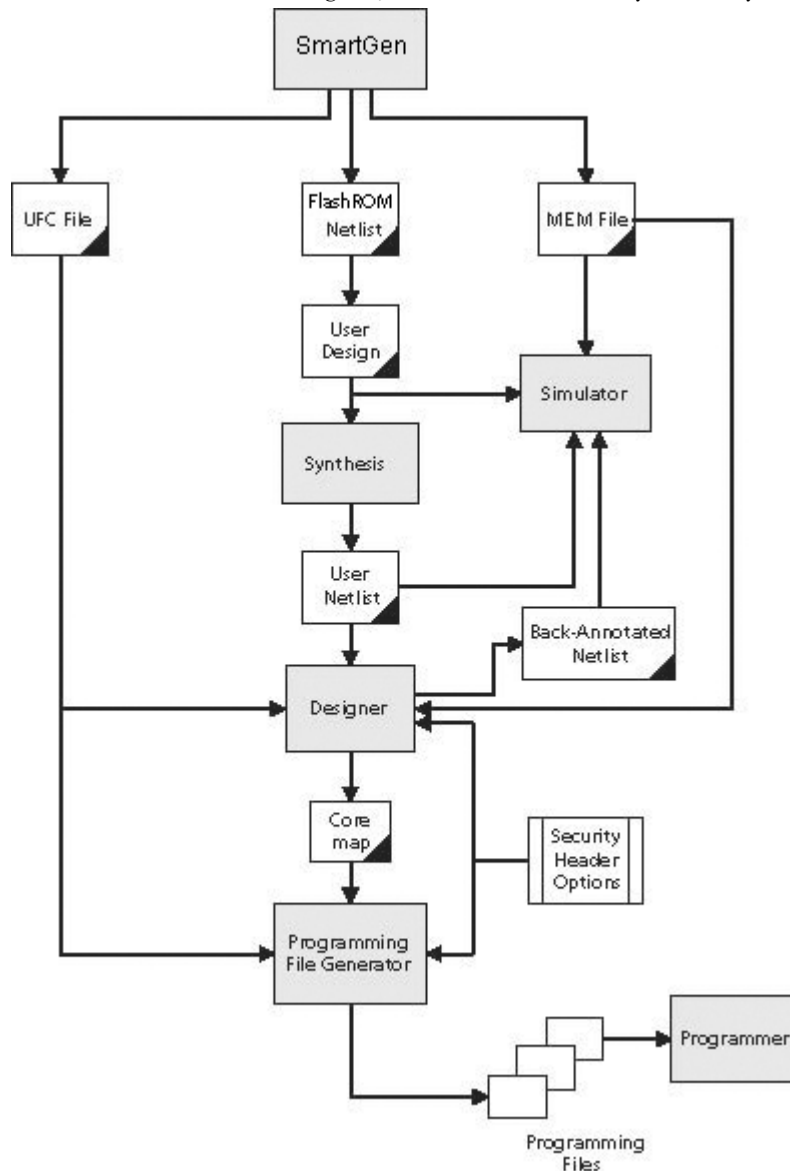 SmartGen
UFC File
FlashROM
Netlist
MEM File
User
Design
Simulator
Synthesis
User
Netlist
Back-Annotated
Netlist
Designer
Core
map
Security
Header
Options
Programming
File Generator
Programmer
Programming
Files